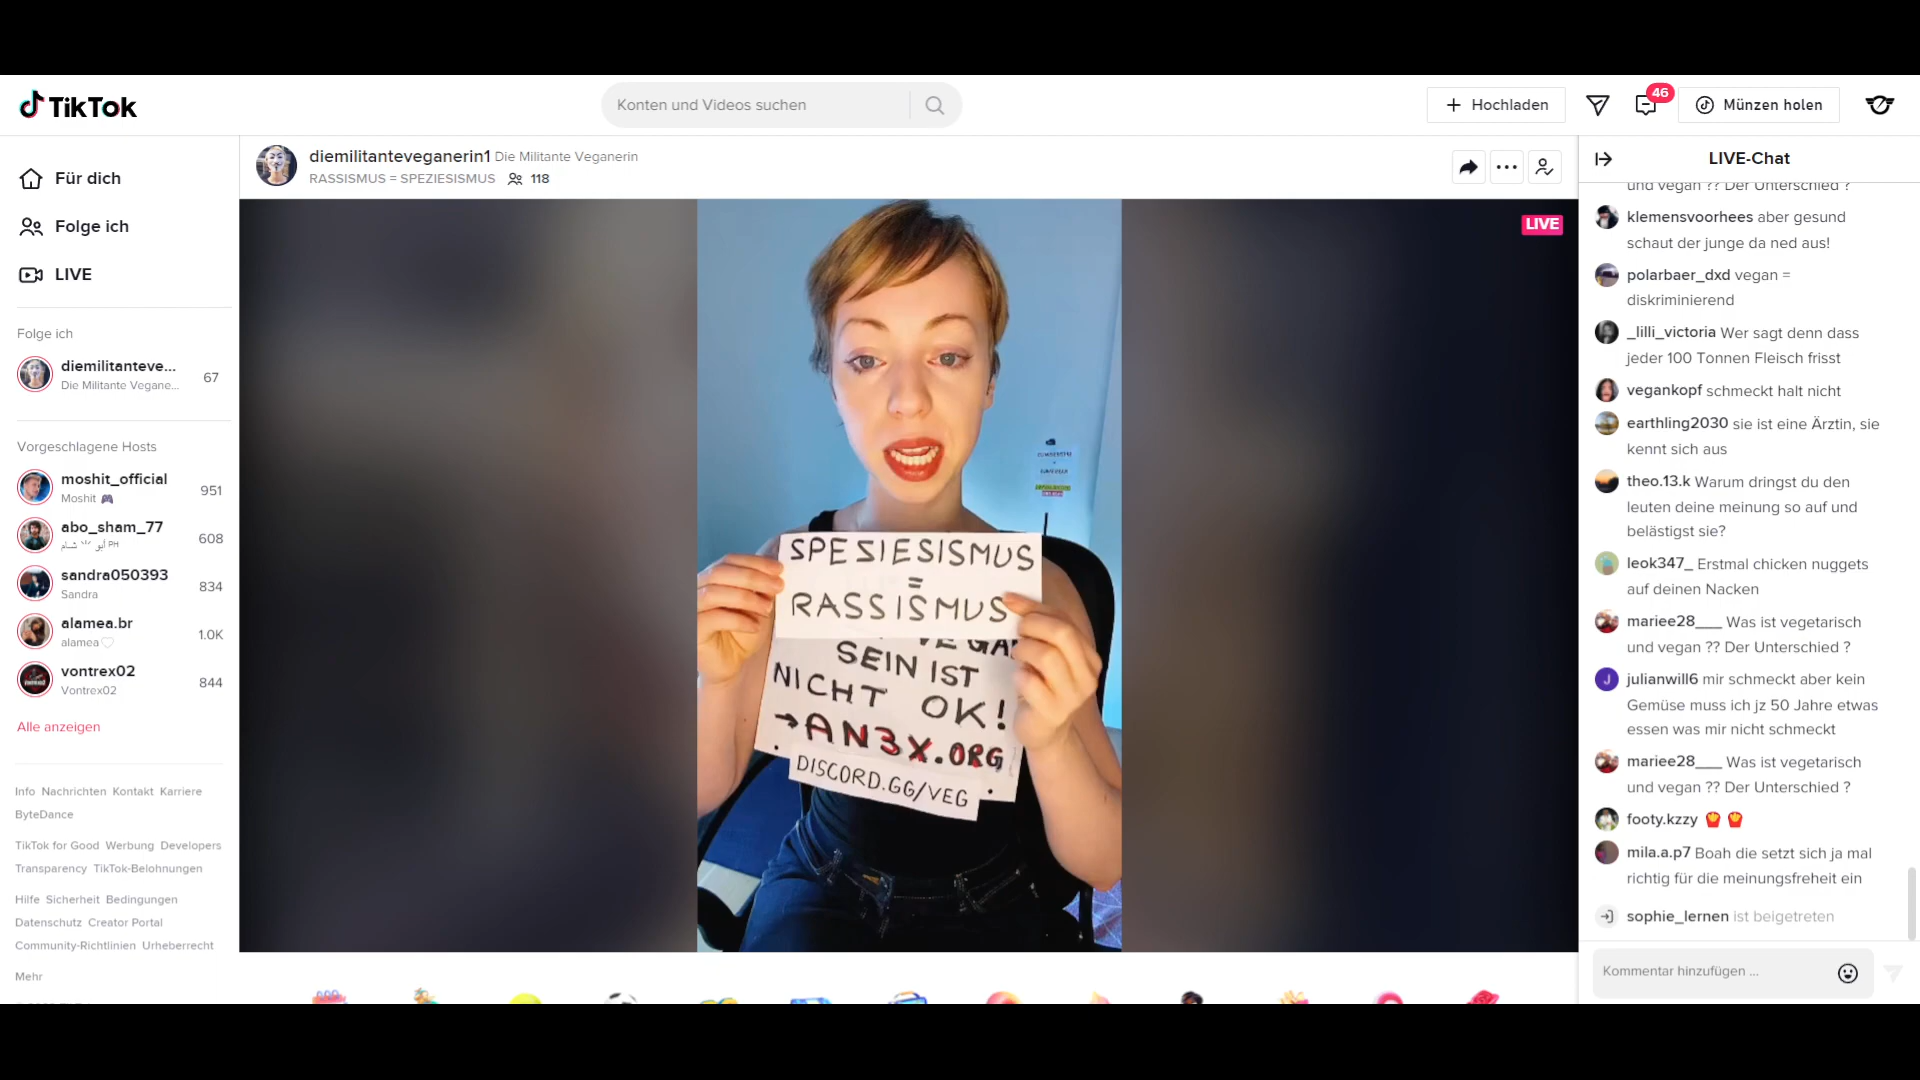 TikTok
Konten und Videos suchen
Hochladen
46
Münzen holen
Für dich
Folge ich
LIVE
Folge ich
diemilitanteve...
Die Militante Vegane...
67
Vorgeschlagene Hosts
moshit_official
Moshit 🎮
951
abo_sham_77
608
sandra050393
Sandra
834
alamea.br
alamea🤍
1.0K
vontrex02
Vontrex02
844
Alle anzeigen
Info Nachrichten Kontakt Karriere
ByteDance
TikTok for Good Werbung Developers
Transparency TikTok-Belohnungen
Hilfe Sicherheit Bedingungen
Datenschutz Creator Portal
Community-Richtlinien Urheberrecht
Mehr
diemilitanteveganerin1 Die Militante Veganerin
RASSISMUS = SPEZIESISMUS 118
LIVE
SPEZIESISMUS
=
RASSISMUS
SEIN IST
NICHT OK!
→AN3X.ORG
DISCORD.GG/VEG
LIVE-Chat
und vegan ?? Der Unterschied ?
klemensvoorhees aber gesund
schaut der junge da ned aus!
polarbaer_dxd vegan =
diskriminierend
_lilli_victoria Wer sagt denn dass
jeder 100 Tonnen Fleisch frisst
vegankopf schmeckt halt nicht
earthling2030 sie ist eine Ärztin, sie
kennt sich aus
theo.13.k Warum dringst du den
leuten deine meinung so auf und
belästigst sie?
leok347_ Erstmal chicken nuggets
auf deinen Nacken
mariee28___ Was ist vegetarisch
und vegan ?? Der Unterschied ?
J
julianwill6 mir schmeckt aber kein
Gemüse muss ich jz 50 Jahre etwas
essen was mir nicht schmeckt
mariee28___ Was ist vegetarisch
und vegan ?? Der Unterschied ?
footy.kzzy 🍟 🍟
mila.a.p7 Boah die setzt sich ja mal
richtig für die meinungsfreheit ein
sophie_lernen ist beigetreten
Kommentar hinzufügen ...